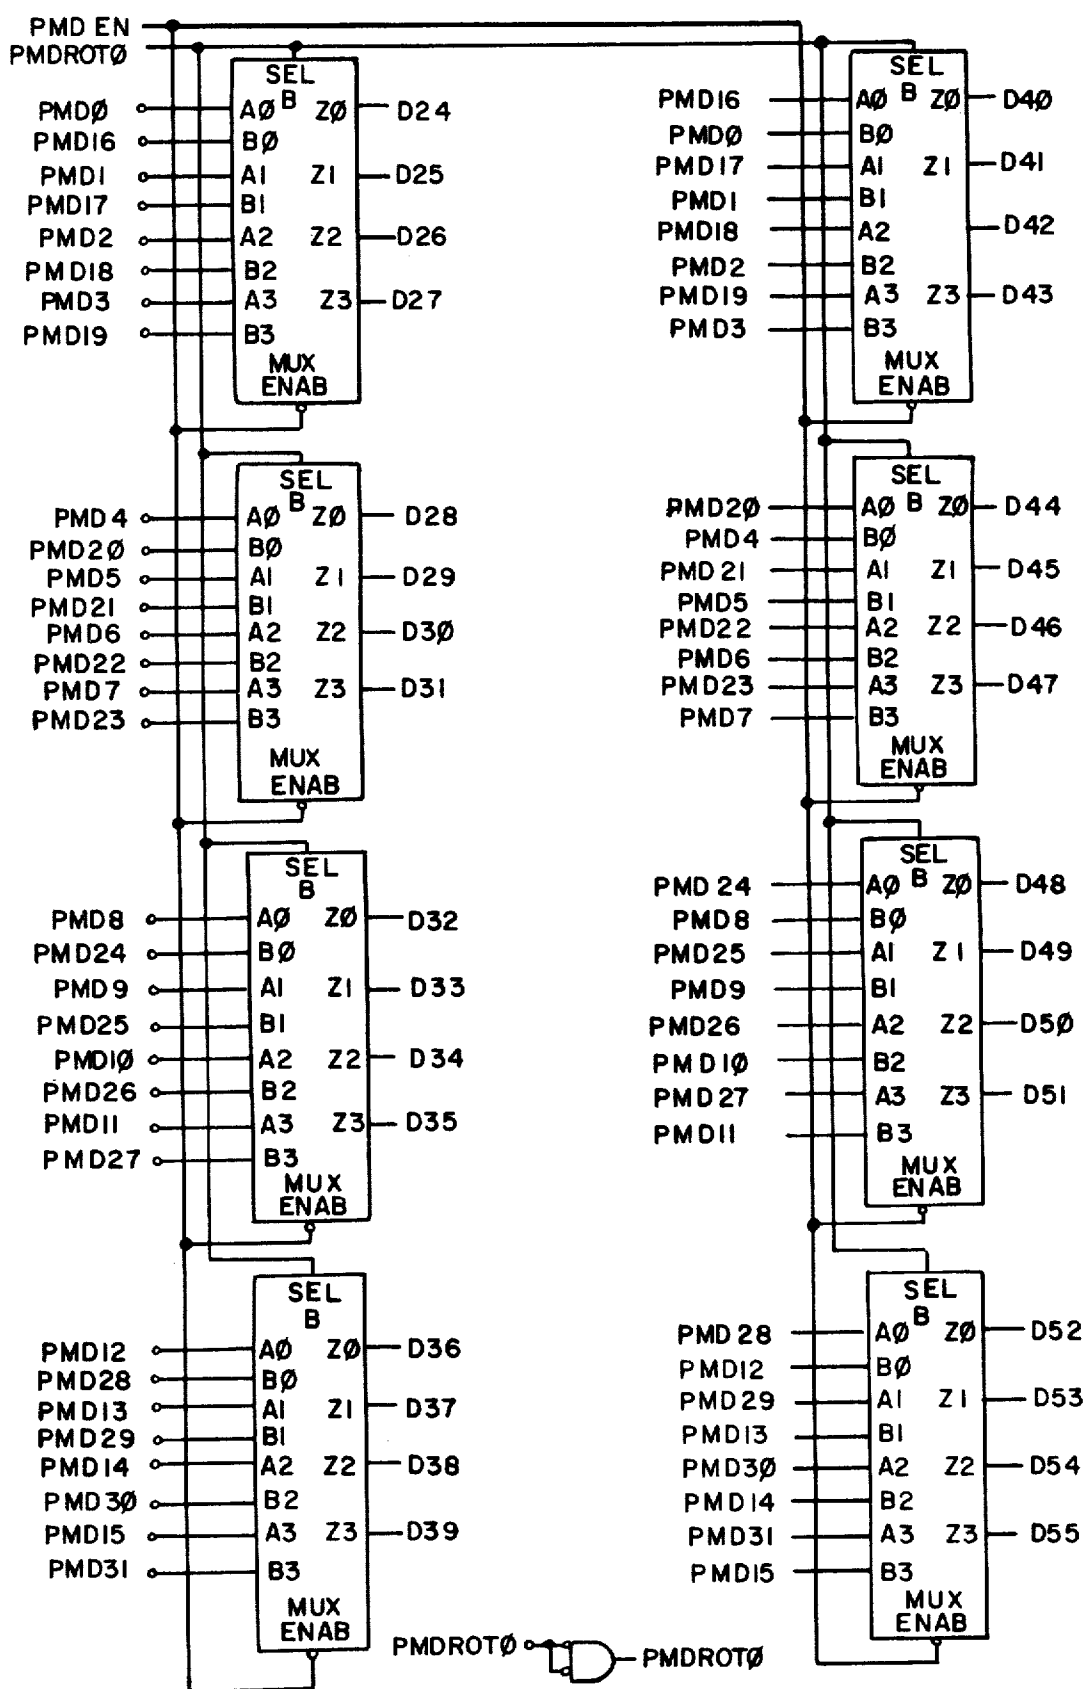 PMD EN
PMDROTØ
SEL
B
PMDØ AØ ZØ D24
PMD16 BØ
PMD1 A1 Z1 D25
PMD17 B1
PMD2 A2 Z2 D26
PMD18 B2
PMD3 A3 Z3 D27
PMD19 B3
MUX
ENAB
SEL
B
PMD4 AØ ZØ D28
PMD2Ø BØ
PMD5 A1 Z1 D29
PMD21 B1
PMD6 A2 Z2 D3Ø
PMD22 B2
PMD7 A3 Z3 D31
PMD23 B3
MUX
ENAB
SEL
B
PMD8 AØ ZØ D32
PMD24 BØ
PMD9 A1 Z1 D33
PMD25 B1
PMD1Ø A2 Z2 D34
PMD26 B2
PMD11 A3 Z3 D35
PMD27 B3
MUX
ENAB
SEL
B
PMD12 AØ ZØ D36
PMD28 BØ
PMD13 A1 Z1 D37
PMD29 B1
PMD14 A2 Z2 D38
PMD3Ø B2
PMD15 A3 Z3 D39
PMD31 B3
MUX
ENAB
SEL
B
PMD16 AØ ZØ D4Ø
PMDØ BØ
PMD17 A1 Z1 D41
PMD1 B1
PMD18 A2 D42
PMD2 B2
PMD19 A3 Z3 D43
PMD3 B3
MUX
ENAB
SEL
B
PMD2Ø AØ ZØ D44
PMD4 BØ
PMD21 A1 Z1 D45
PMD5 B1
PMD22 A2 Z2 D46
PMD6 B2
PMD23 A3 Z3 D47
PMD7 B3
MUX
ENAB
SEL
B
PMD24 AØ ZØ D48
PMD8 BØ
PMD25 A1 Z1 D49
PMD9 B1
PMD26 A2 Z2 D5Ø
PMD1Ø B2
PMD27 A3 Z3 D51
PMD11 B3
MUX
ENAB
SEL
B
PMD28 AØ ZØ D52
PMD12 BØ
PMD29 A1 Z1 D53
PMD13 B1
PMD3Ø A2 Z2 D54
PMD14 B2
PMD31 A3 Z3 D55
PMD15 B3
MUX
ENAB
PMDROTØ PMDROTØ